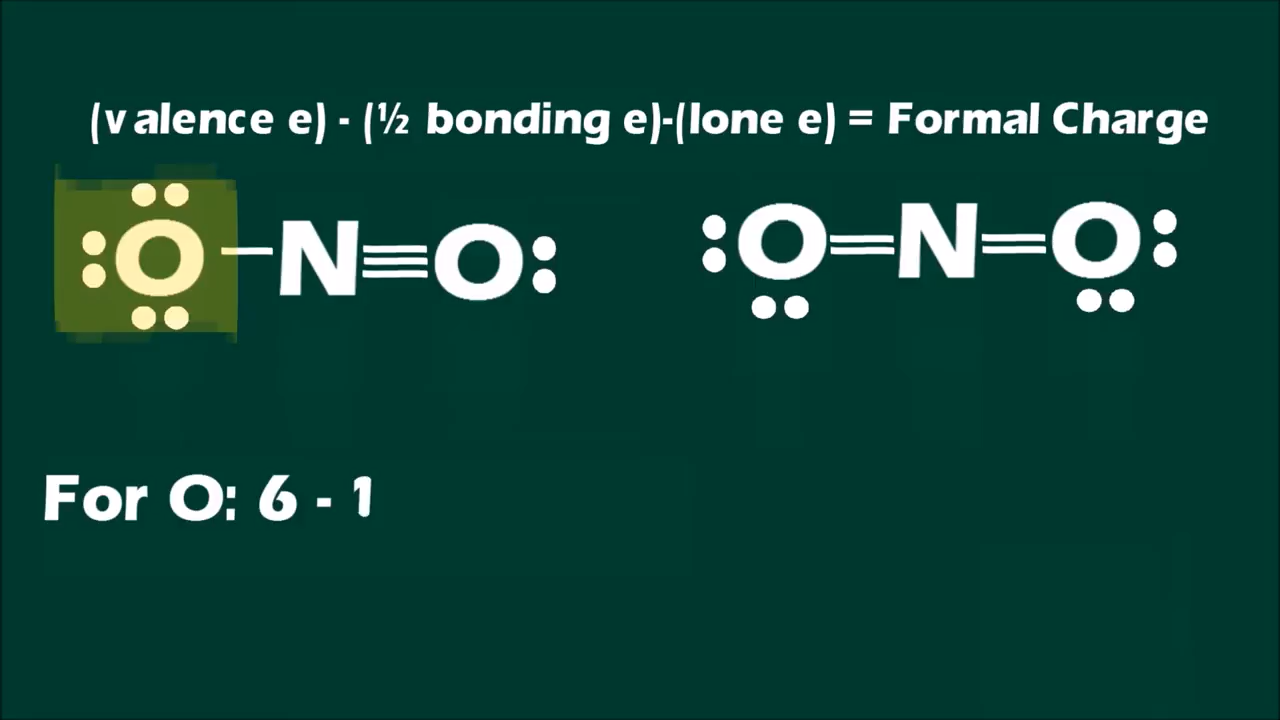 (valence e) - (½ bonding e)-(lone e) = Formal Charge
O—N≡O O=N=O
For O: 6 - 1